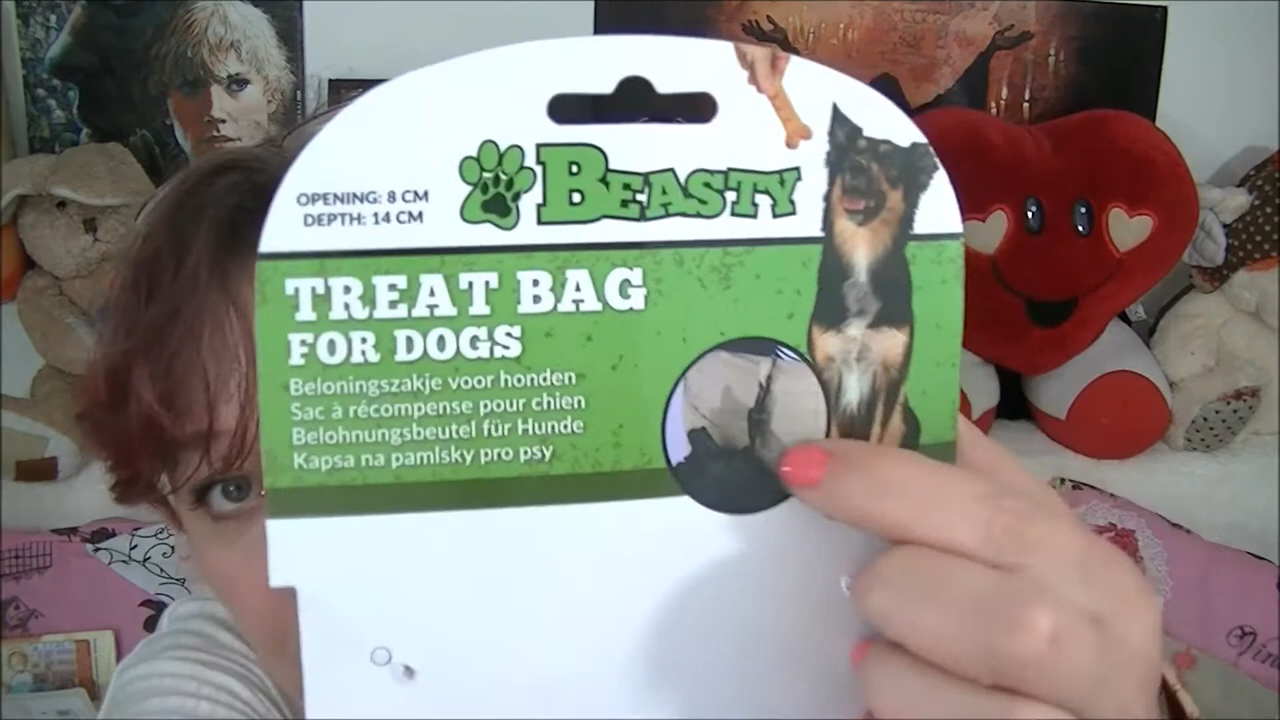 OPENING: 8 CM
DEPTH: 14 CM
BEASTY
TREAT BAG
FOR DOGS
Beloningszakje voor honden
Sac à récompense pour chien
Belohnungsbeutel für Hunde
Kapsa na pamlsky pro psy